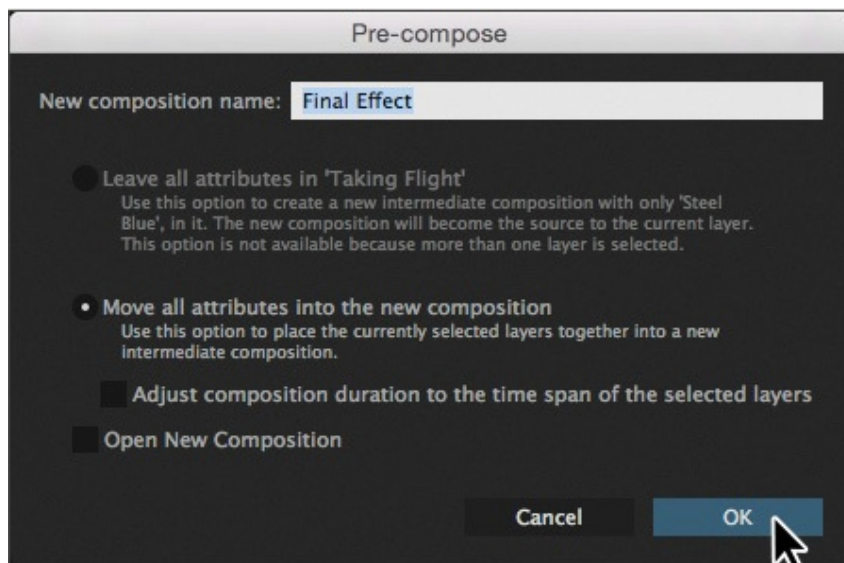 Pre-compose
New composition name: Final Effect
Leave all attributes in 'Taking Flight'
Use this option to create a new intermediate composition with only 'Steel
Blue', in it. The new composition will become the source to the current layer.
This option is not available because more than one layer is selected.
Move all attributes into the new composition
Use this option to place the currently selected layers together into a new
intermediate composition.
Adjust composition duration to the time span of the selected layers
Open New Composition
Cancel OK